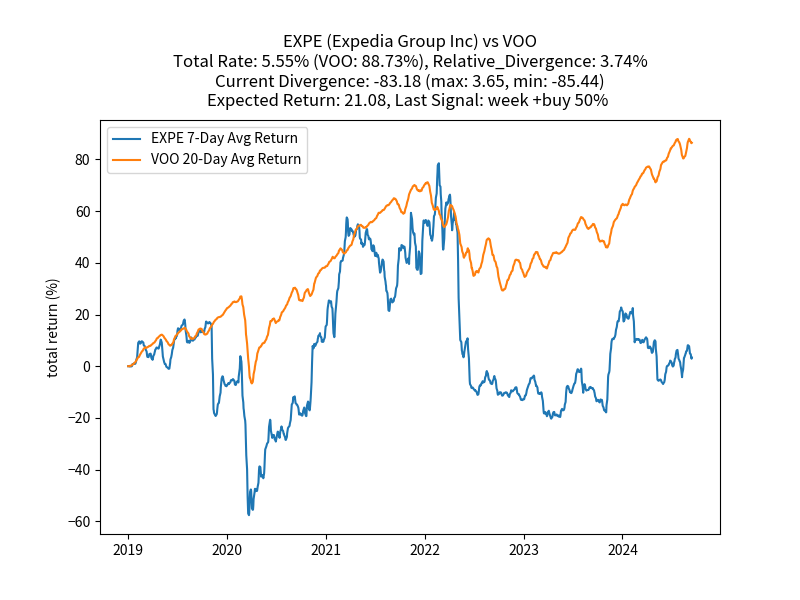 EXPE (Expedia Group Inc) vs VOO
Total Rate: 5.55% (VOO: 88.73%), Relative_Divergence: 3.74%
Current Divergence: -83.18 (max: 3.65, min: -85.44)
Expected Return: 21.08, Last Signal: week +buy 50%
EXPE 7-Day Avg Return
VOO 20-Day Avg Return
total return (%)
80
60
40
20
0
−20
−40
−60
2019 2020 2021 2022 2023 2024